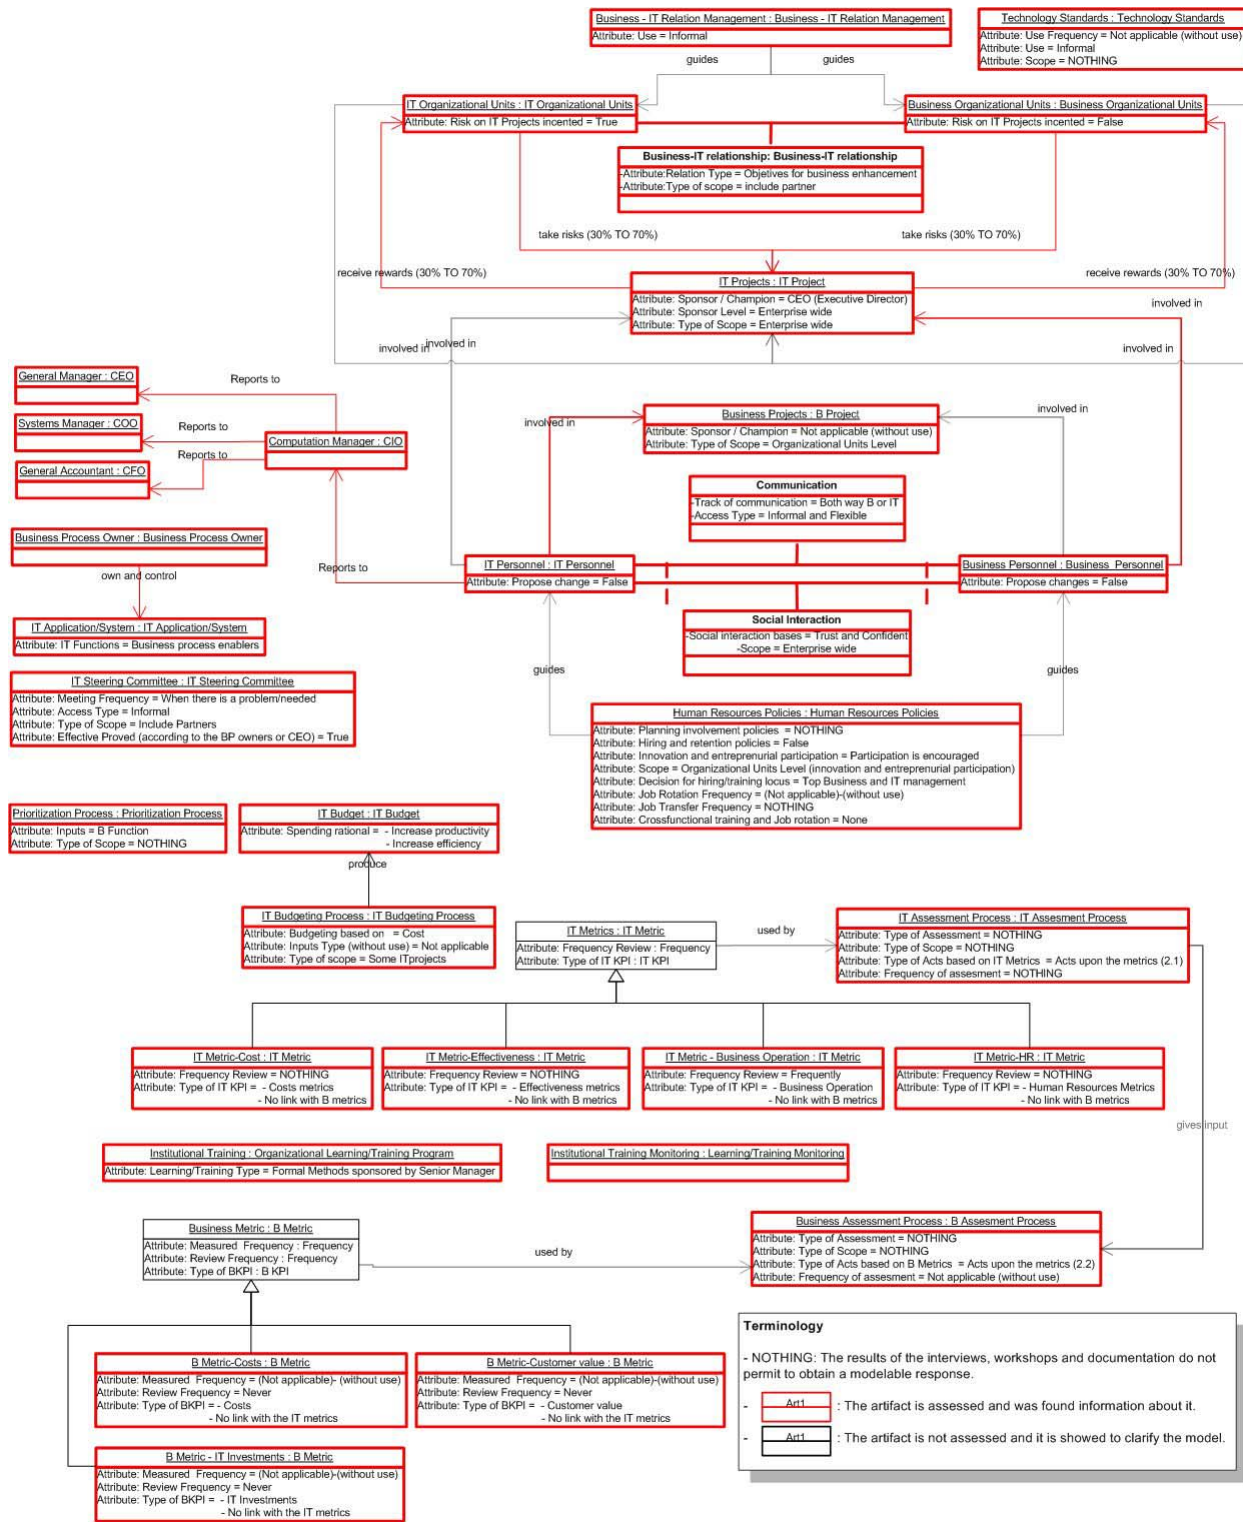 Business - IT Relation Management : Business - IT Relation Management
Attribute: Use = Informal
Technology Standards : Technology Standards
Attribute: Use Frequency = Not applicable (without use)
Attribute: Use = Informal
Attribute: Scope = NOTHING
guides
guides
IT Organizational Units : IT Organizational Units
Attribute: Risk on IT Projects incented = True
Business Organizational Units : Business Organizational Units
Attribute: Risk on IT Projects incented = False
Business-IT relationship: Business-IT relationship
-Attribute:Relation Type = Objetives for business enhancement
-Attribute:Type of scope = include partner
take risks (30% TO 70%)
take risks (30% TO 70%)
receive rewards (30% TO 70%)
receive rewards (30% TO 70%)
IT Projects : IT Project
Attribute: Sponsor / Champion = CEO (Executive Director)
Attribute: Sponsor Level = Enterprise wide
Attribute: Type of Scope = Enterprise wide
involved in
involved in
involved in
involved in
General Manager : CEO
Reports to
Systems Manager : COO
Reports to
Computation Manager : CIO
Reports to
General Accountant : CFO
involved in
Business Projects : B Project
Attribute: Sponsor / Champion = Not applicable (without use)
Attribute: Type of Scope = Organizational Units Level
involved in
Communication
-Track of communication = Both way B or IT
-Access Type = Informal and Flexible
Business Process Owner : Business Process Owner
own and control
Reports to
IT Personnel : IT Personnel
Attribute: Propose change = False
Business Personnel : Business  Personnel
Attribute: Propose changes = False
Social Interaction
-Social interaction bases = Trust and Confident
-Scope = Enterprise wide
IT Application/System : IT Application/System
Attribute: IT Functions = Business process enablers
guides
guides
IT Steering Committee : IT Steering Committee
Attribute: Meeting Frequency = When there is a problem/needed
Attribute: Access Type = Informal
Attribute: Type of Scope = Include Partners
Attribute: Effective Proved (according to the BP owners or CEO) = True
Human Resources Policies : Human Resources Policies
Attribute: Planning involvement policies  = NOTHING
Attribute: Hiring and retention policies = False
Attribute: Innovation and entreprenurial participation = Participation is encouraged
Attribute: Scope = Organizational Units Level (innovation and entreprenurial participation)
Attribute: Decision for hiring/training locus = Top Business and IT management
Attribute: Job Rotation Frequency = (Not applicable)-(without use)
Attribute: Job Transfer Frequency = NOTHING
Attribute: Crossfunctional training and Job rotation = None
Prioritization Process : Prioritization Process
Attribute: Inputs = B Function
Attribute: Type of Scope = NOTHING
IT Budget : IT Budget
Attribute: Spending rational =  - Increase productivity
- Increase efficiency
produce
IT Budgeting Process : IT Budgeting Process
Attribute: Budgeting based on   = Cost
Attribute: Inputs Type (without use) = Not applicable
Attribute: Type of scope = Some ITprojects
IT Metrics : IT Metric
Attribute: Frequency Review : Frequency
Attribute: Type of IT KPI : IT KPI
used by
IT Assessment Process : IT Assesment Process
Attribute: Type of Assessment = NOTHING
Attribute: Type of Scope = NOTHING
Attribute: Type of Acts based on IT Metrics  = Acts upon the metrics (2.1)
Attribute: Frequency of assesment = NOTHING
IT Metric-Cost : IT Metric
Attribute: Frequency Review = NOTHING
Attribute: Type of IT KPI =  - Costs metrics
- No link with B metrics
IT Metric-Effectiveness : IT Metric
Attribute: Frequency Review = NOTHING
Attribute: Type of IT KPI =  - Effectiveness metrics
- No link with B metrics
IT Metric - Business Operation : IT Metric
Attribute: Frequency Review = Frequently
Attribute: Type of IT KPI =  - Business Operation
- No link with B metrics
IT Metric-HR : IT Metric
Attribute: Frequency Review = NOTHING
Attribute: Type of IT KPI = - Human Resources Metrics
- No link with B metrics
gives input
Institutional Training : Organizational Learning/Training Program
Attribute: Learning/Training Type = Formal Methods sponsored by Senior Manager
Institutional Training Monitoring : Learning/Training Monitoring
Business Metric : B Metric
Attribute: Measured  Frequency : Frequency
Attribute: Review Frequency : Frequency
Attribute: Type of BKPI : B KPI
used by
Business Assessment Process : B Assesment Process
Attribute: Type of Assessment = NOTHING
Attribute: Type of Scope = NOTHING
Attribute: Type of Acts based on B Metrics  = Acts upon the metrics (2.2)
Attribute: Frequency of assesment = Not applicable (without use)
B Metric-Costs : B Metric
Attribute: Measured  Frequency = (Not applicable)- (without use)
Attribute: Review Frequency = Never
Attribute: Type of BKPI = - Costs
- No link with the IT metrics
B Metric-Customer value : B Metric
Attribute: Measured  Frequency = (Not applicable)-(without use)
Attribute: Review Frequency = Never
Attribute: Type of BKPI =  - Customer value
- No link with the IT metrics
B Metric - IT Investments : B Metric
Attribute: Measured  Frequency = (Not applicable)-(without use)
Attribute: Review Frequency = Never
Attribute: Type of BKPI =  - IT Investments
- No link with the IT metrics
Terminology
- NOTHING: The results of the interviews, workshops and documentation do not
permit to obtain a modelable response.
- Art1 : The artifact is assessed and was found information about it.
- Art1 : The artifact is not assessed and it is showed to clarify the model.